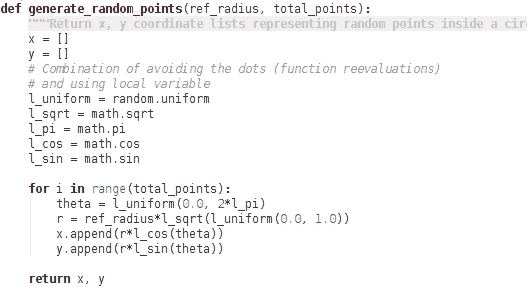 def generate_random_points(ref_radius, total_points):
    """Return x, y coordinate lists representing random points inside a
    x = []
    y = []
    # Combination of avoiding the dots (function reevaluations)
    # and using local variable
    l_uniform = random.uniform
    l_sqrt = math.sqrt
    l_pi = math.pi
    l_cos = math.cos
    l_sin = math.sin

    for i in range(total_points):
        theta = l_uniform(0.0, 2*l_pi)
        r = ref_radius*l_sqrt(l_uniform(0.0, 1.0))
        x.append(r*l_cos(theta))
        y.append(r*l_sin(theta))

    return x, y